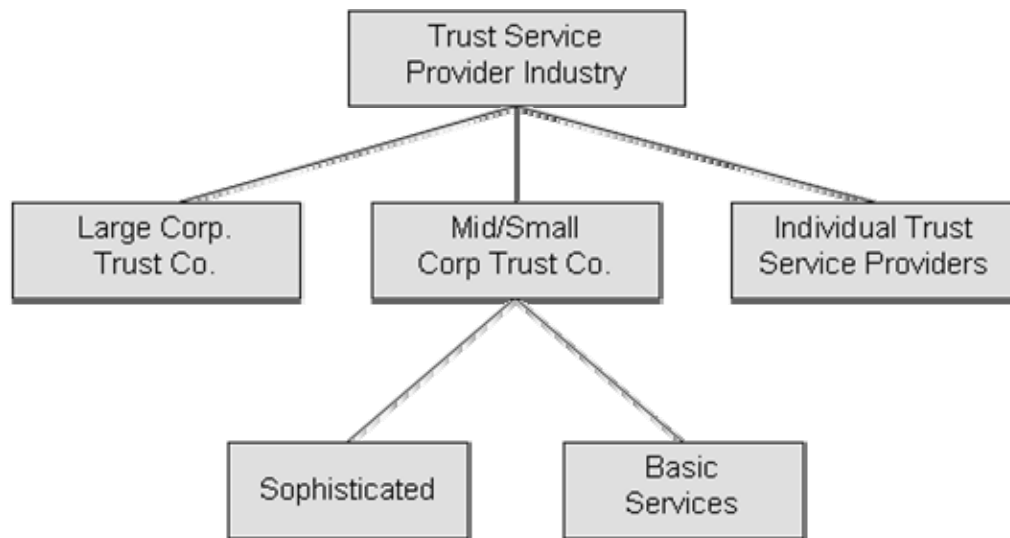 Trust Service
Provider Industry
Large Corp.
Trust Co.
Mid/Small
Corp Trust Co.
Individual Trust
Service Providers
Sophisticated
Basic
Services